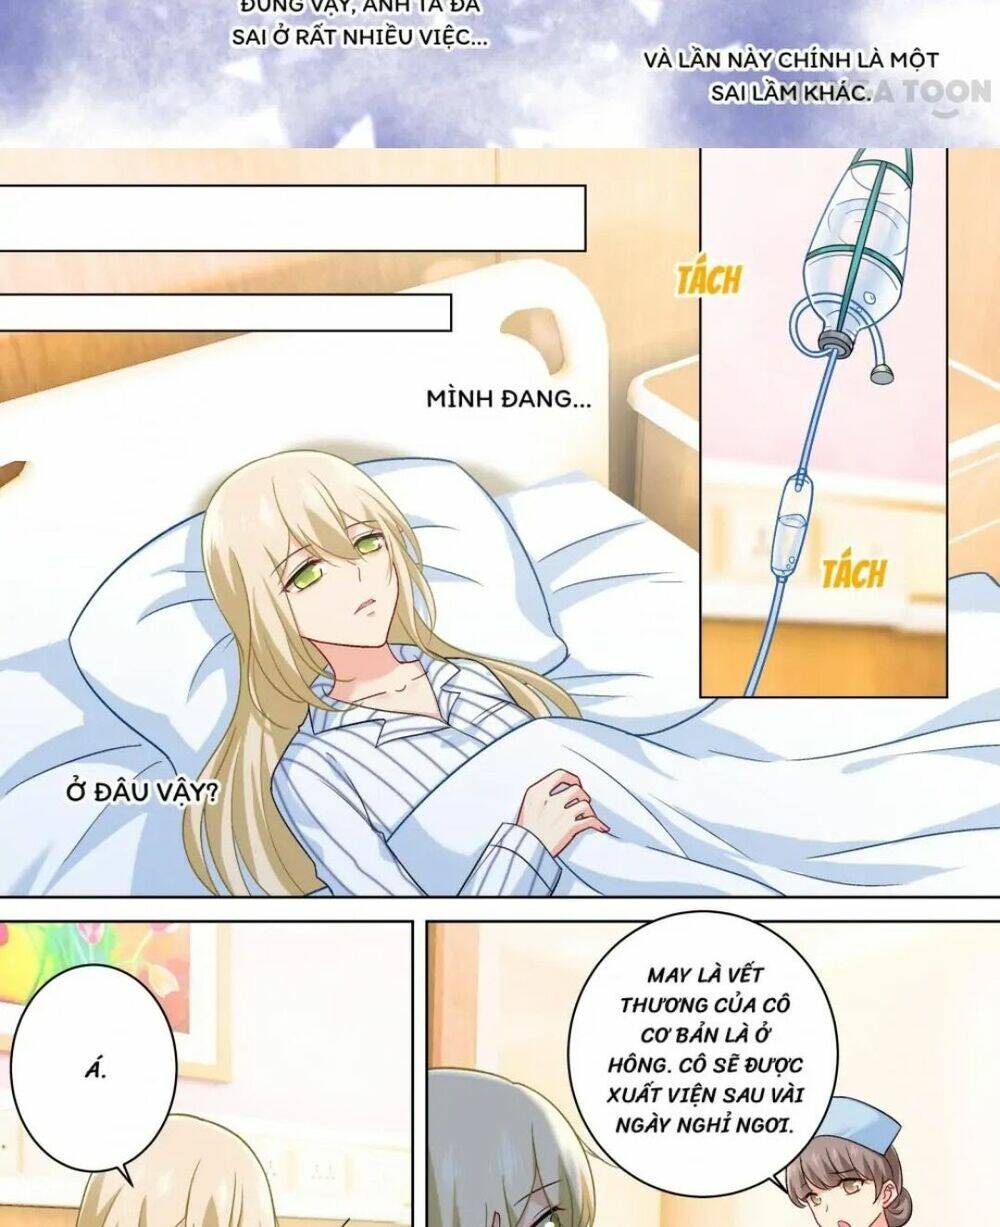 ĐÚNG VẬY, ANH TA ĐÃ
SAI Ở RẤT NHIỀU VIỆC...
VÀ LẦN NÀY CHÍNH LÀ MỘT
SAI LẦM KHÁC.
TOON
TÁCH
MÌNH ĐANG...
TÁCH
Ở ĐÂU VẬY?
MAY LÀ VẾT
THƯƠNG CỦA CÔ
CƠ BẢN LÀ Ở
HÔNG. CÔ SẼ ĐƯỢC
XUẤT VIỆN SAU VÀI
NGÀY NGHỈ NGƠI.
Á.